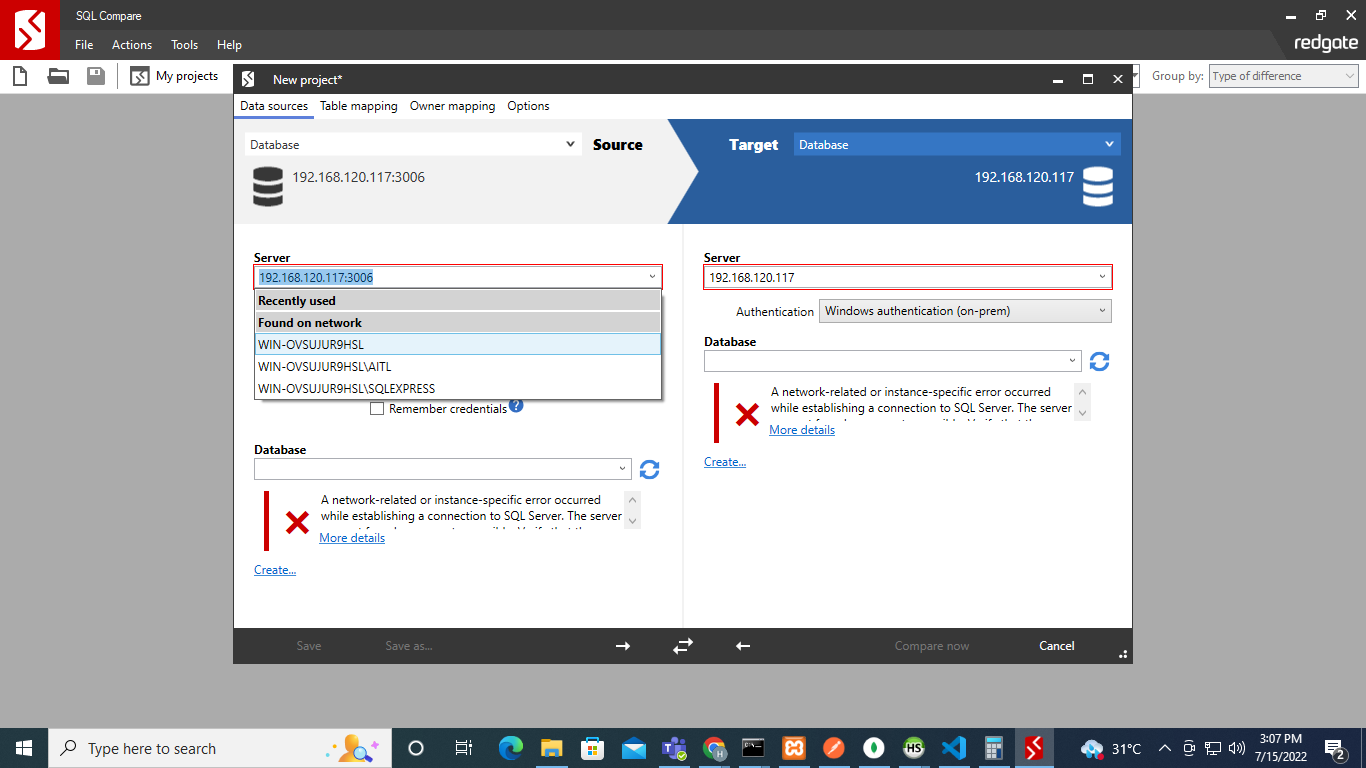 SQL Compare
File Actions Tools Help
redgate
My projects
Group by: Type of difference
New project*
Data sources Table mapping Owner mapping Options
Database Source
192.168.120.117:3006
Target Database
192.168.120.117
Server
192.168.120.117:3006
Recently used
Found on network
WIN-OVSUJUR9HSL
WIN-OVSUJUR9HSL\AITL
WIN-OVSUJUR9HSL\SQLEXPRESS
Remember credentials ?
Database
A network-related or instance-specific error occurred
while establishing a connection to SQL Server. The server
More details
Create...
Server
192.168.120.117
Authentication Windows authentication (on-prem)
Database
A network-related or instance-specific error occurred
while establishing a connection to SQL Server. The server
More details
Create...
Save Save as... Compare now Cancel
Type here to search
H
HS
31°C
3:07 PM
7/15/2022
2